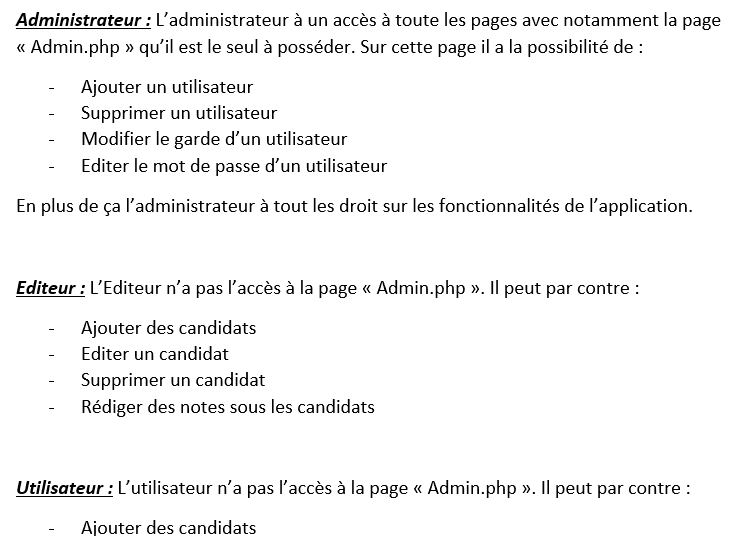 Administrateur : L’administrateur à un accès à toute les pages avec notamment la page
« Admin.php » qu’il est le seul à posséder. Sur cette page il a la possibilité de :
- Ajouter un utilisateur
- Supprimer un utilisateur
- Modifier le garde d’un utilisateur
- Editer le mot de passe d’un utilisateur
En plus de ça l’administrateur à tout les droit sur les fonctionnalités de l’application.
Editeur : L’Editeur n’a pas l’accès à la page « Admin.php ». Il peut par contre :
- Ajouter des candidats
- Editer un candidat
- Supprimer un candidat
- Rédiger des notes sous les candidats
Utilisateur : L’utilisateur n’a pas l’accès à la page « Admin.php ». Il peut par contre :
- Ajouter des candidats